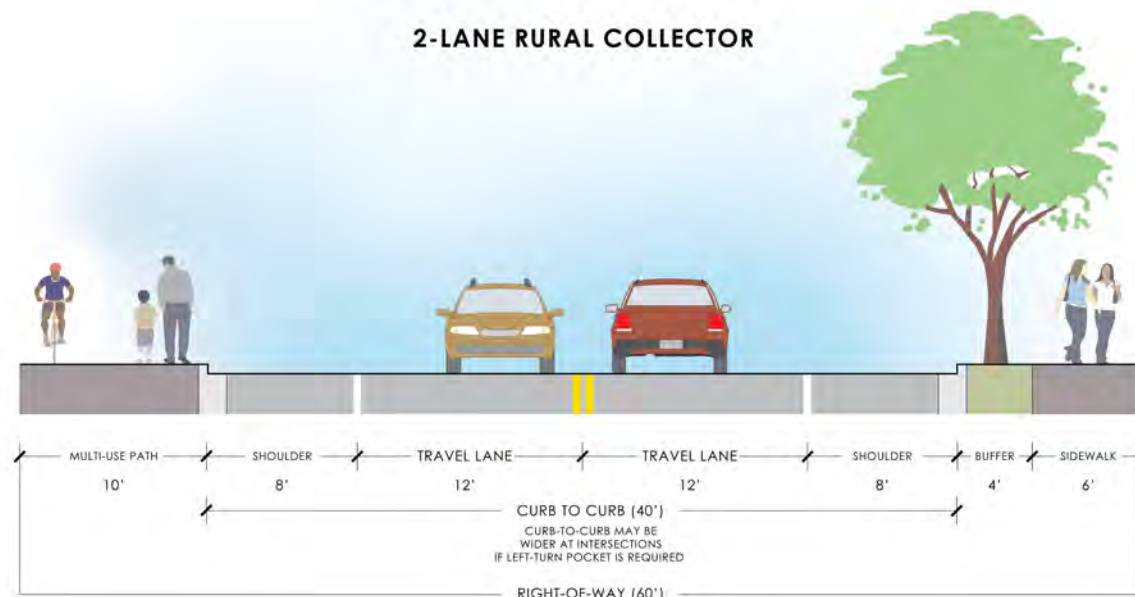 2-LANE RURAL COLLECTOR
MULTI-USE PATH
SHOULDER
TRAVEL LANE
TRAVEL LANE
SHOULDER
BUFFER
SIDEWALK
10'
8'
12'
12'
8'
4'
6'
CURB TO CURB (40')
CURB-TO-CURB MAY BE
WIDER AT INTERSECTIONS
IF LEFT-TURN POCKET IS REQUIRED
RIGHT-OF-WAY (60')